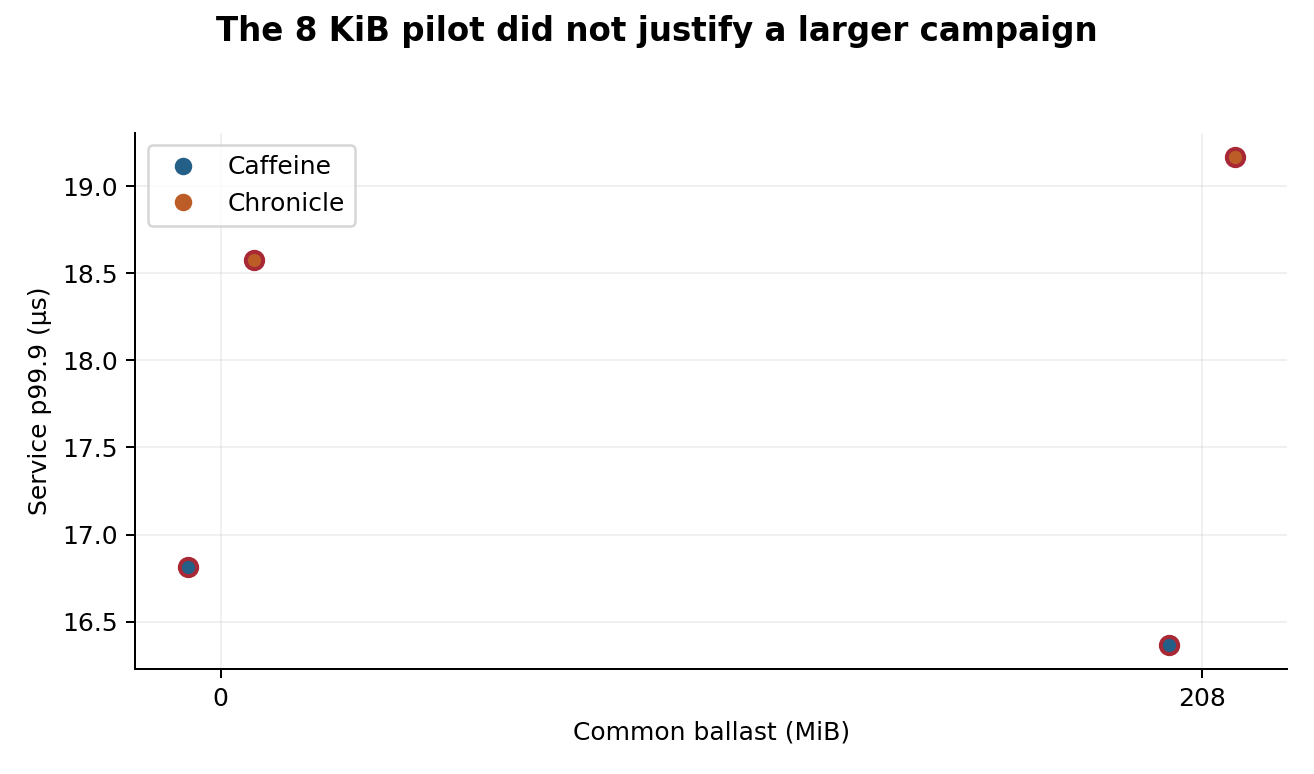 The 8 KiB pilot did not justify a larger campaign
Caffeine
Chronicle
19.0
18.5
18.0
17.5
17.0
16.5
Service p99.9 (µs)
0
208
Common ballast (MiB)